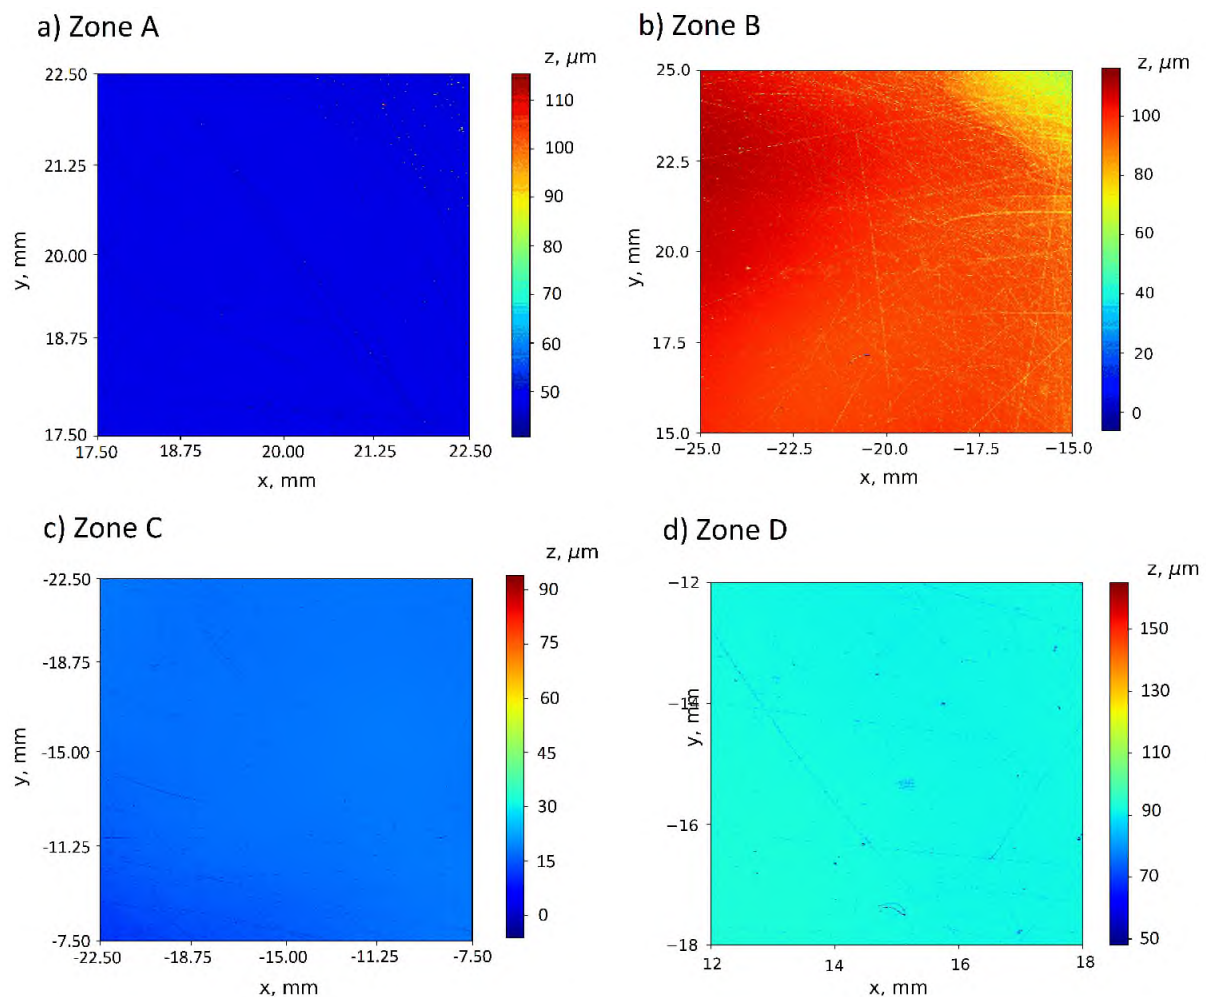 a) Zone A
z, μm
22.50
21.25
20.00
18.75
17.50
y, mm
17.50 18.75 20.00 21.25 22.50
x, mm
110
100
90
80
70
60
50
b) Zone B
z, μm
25.0
22.5
20.0
17.5
15.0
y, mm
−25.0 −22.5 −20.0 −17.5 −15.0
x, mm
100
80
60
40
20
0
c) Zone C
z, μm
-22.50
-18.75
-15.00
-11.25
-7.50
y, mm
-22.50 -18.75 -15.00 -11.25 -7.50
x, mm
90
75
60
45
30
15
0
d) Zone D
z, μm
−12
−14
−16
−18
y, mm
12 14 16 18
x, mm
150
130
110
90
70
50